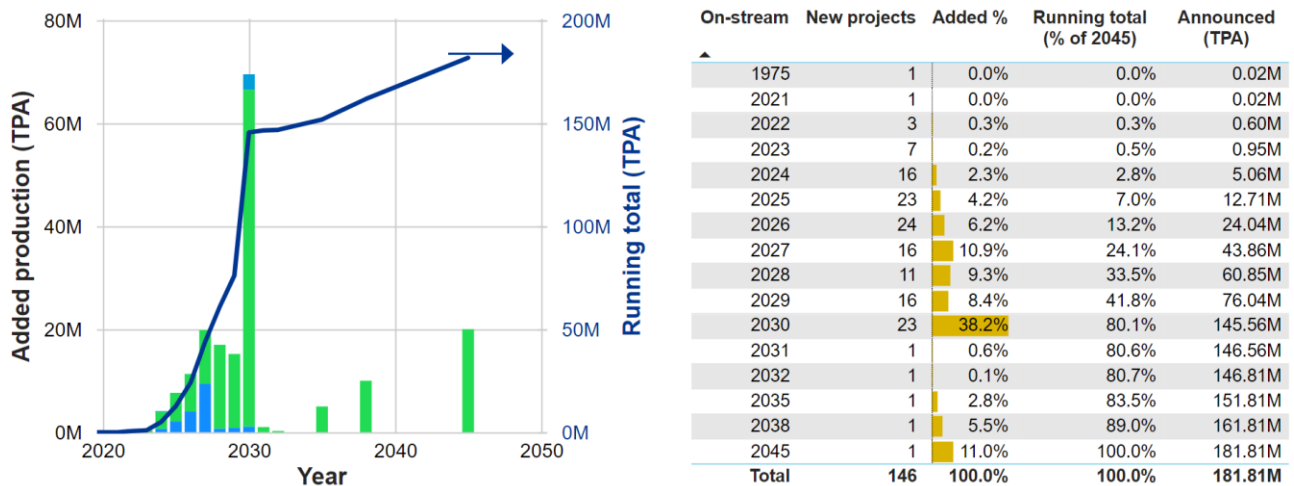 80M
60M
40M
20M
0M
Added production (TPA)
200M
150M
100M
50M
0M
Running total (TPA)
2020 2030 2040 2050
Year
On-stream New projects Added % Running total (% of 2045) Announced (TPA)
1975 1 0.0% 0.0% 0.02M
2021 1 0.0% 0.0% 0.02M
2022 3 0.3% 0.3% 0.60M
2023 7 0.2% 0.5% 0.95M
2024 16 2.3% 2.8% 5.06M
2025 23 4.2% 7.0% 12.71M
2026 24 6.2% 13.2% 24.04M
2027 16 10.9% 24.1% 43.86M
2028 11 9.3% 33.5% 60.85M
2029 16 8.4% 41.8% 76.04M
2030 23 38.2% 80.1% 145.56M
2031 1 0.6% 80.6% 146.56M
2032 1 0.1% 80.7% 146.81M
2035 1 2.8% 83.5% 151.81M
2038 1 5.5% 89.0% 161.81M
2045 1 11.0% 100.0% 181.81M
Total 146 100.0% 100.0% 181.81M